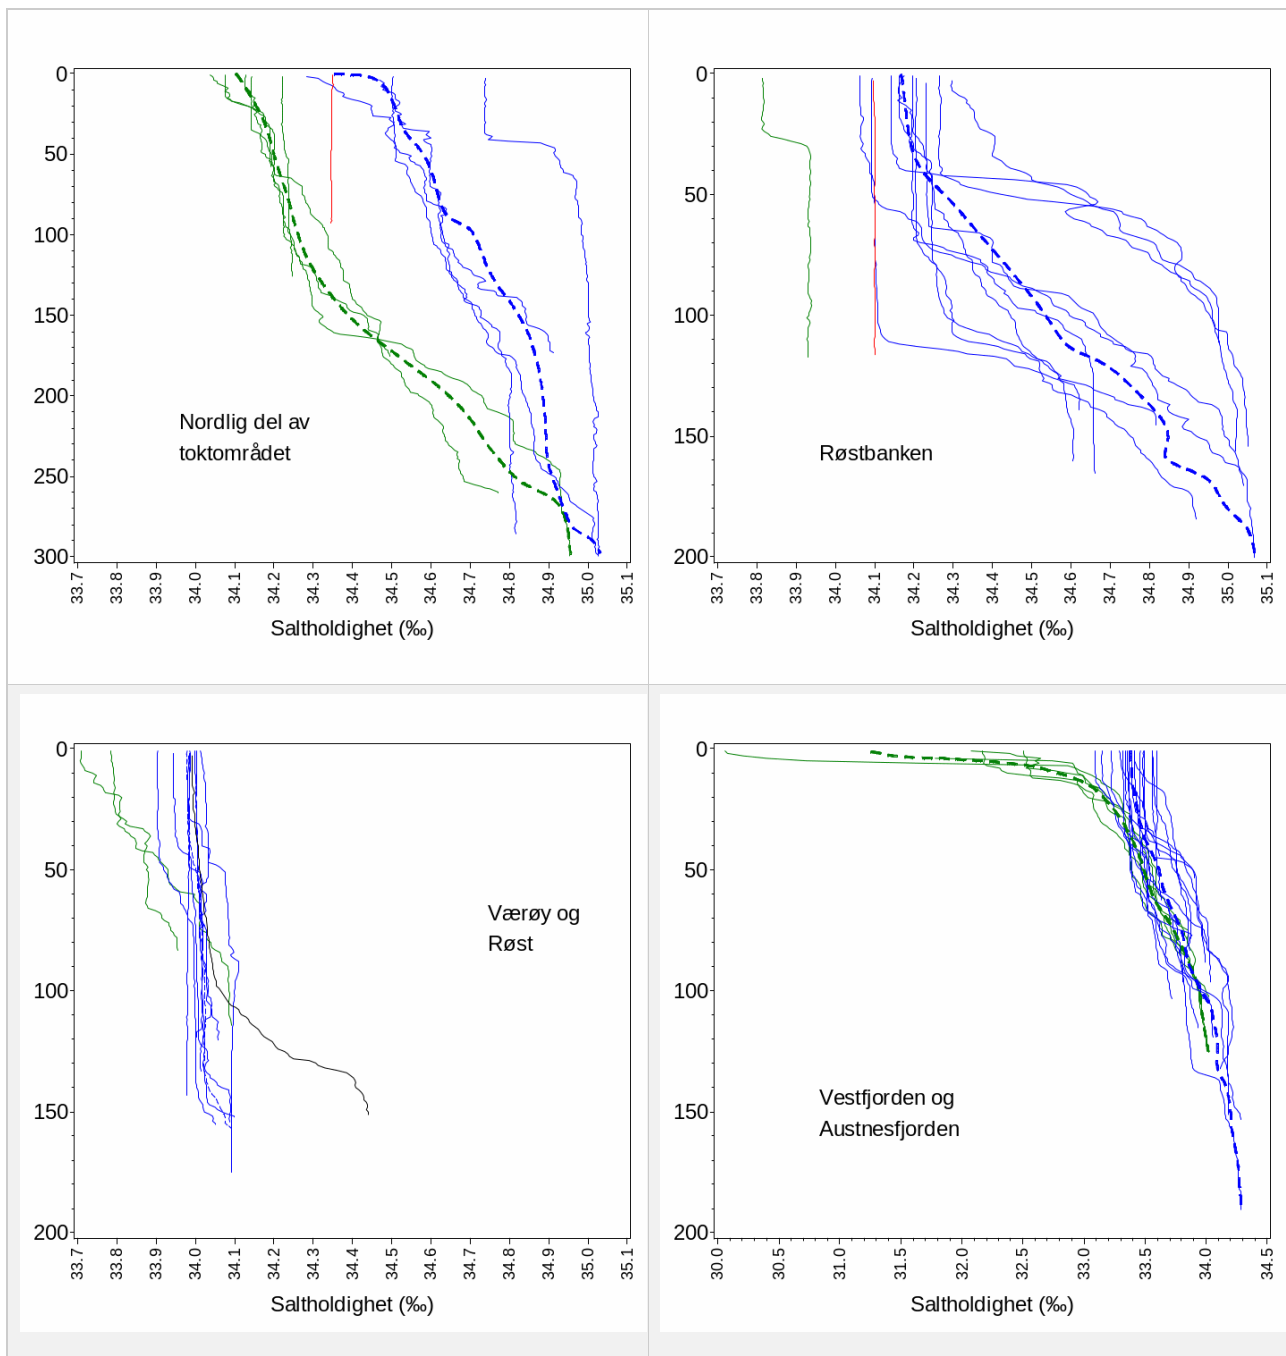 0
50
100
150
200
250
300
Nordlig del av
toktområdet
33.7 33.8 33.9 34.0 34.1 34.2 34.3 34.4 34.5 34.6 34.7 34.8 34.9 35.0 35.1
Saltholdighet (‰)
0
50
100
150
200
Røstbanken
33.7 33.8 33.9 34.0 34.1 34.2 34.3 34.4 34.5 34.6 34.7 34.8 34.9 35.0 35.1
Saltholdighet (‰)
0
50
100
150
200
Værøy og
Røst
33.7 33.8 33.9 34.0 34.1 34.2 34.3 34.4 34.5 34.6 34.7 34.8 34.9 35.0 35.1
Saltholdighet (‰)
0
50
100
150
200
Vestfjorden og
Austnesfjorden
30.0 30.5 31.0 31.5 32.0 32.5 33.0 33.5 34.0 34.5
Saltholdighet (‰)